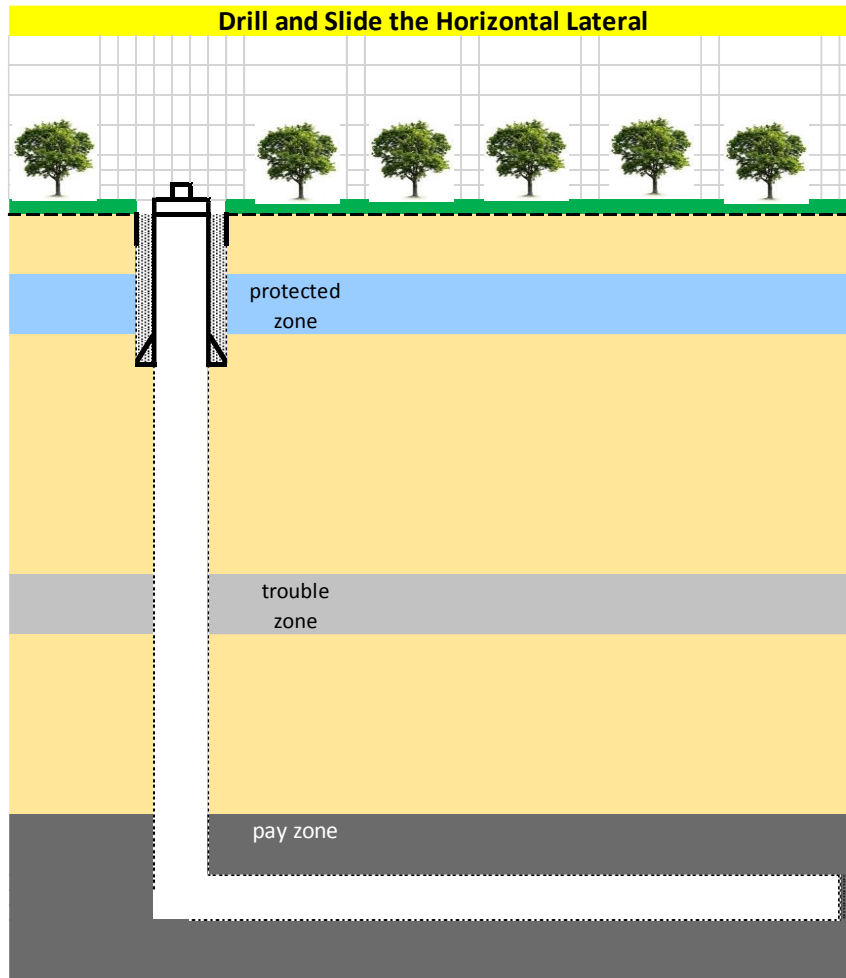 Drill and Slide the Horizontal Lateral
protected
zone
trouble
zone
pay zone